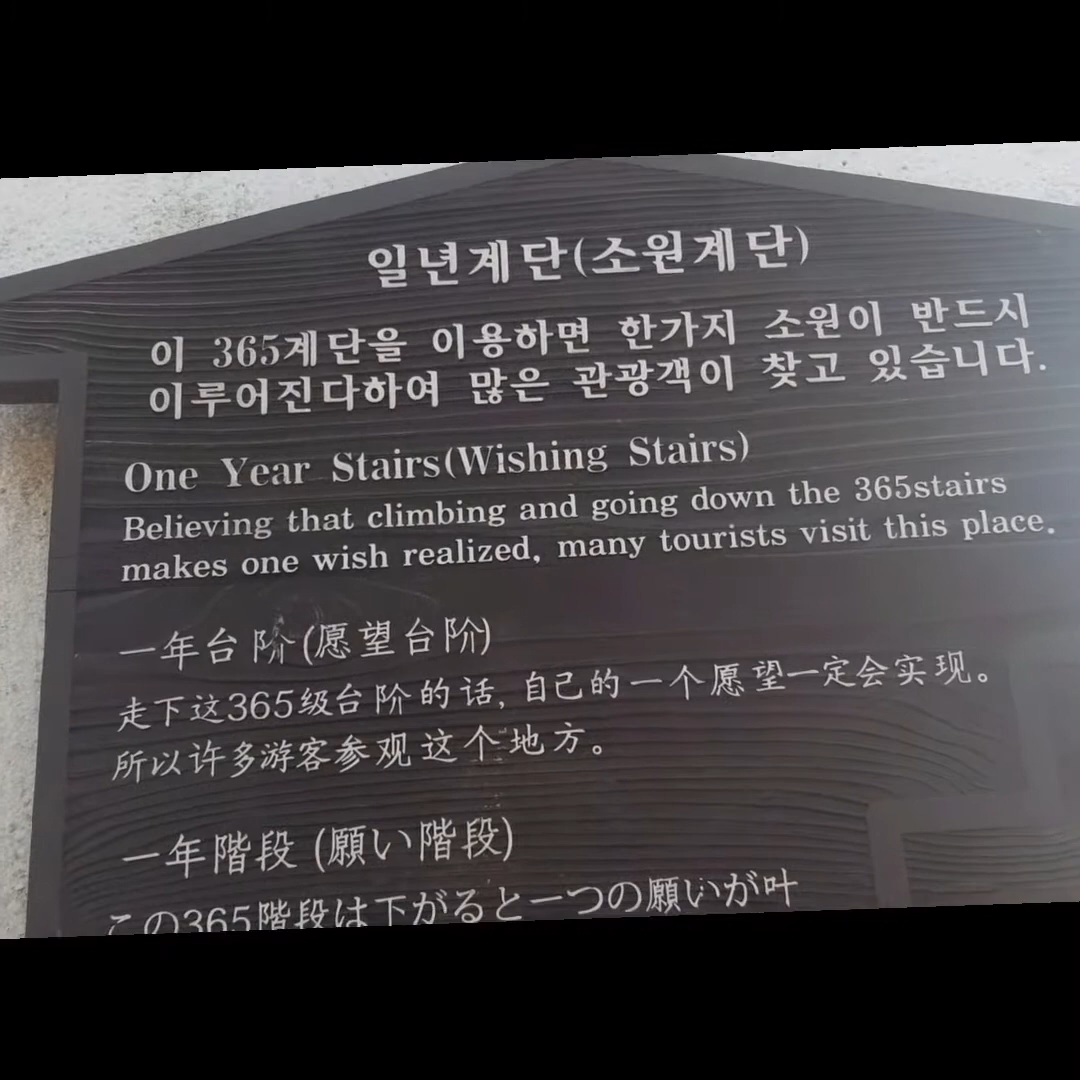 일년계단(소원계단)
이 365계단을 이용하면 한가지 소원이 반드시
이루어진다하여 많은 관광객이 찾고 있습니다.
One Year Stairs(Wishing Stairs)
Believing that climbing and going down the 365stairs
makes one wish realized, many tourists visit this place.
一年台阶(愿望台阶)
走下这365级台阶的话, 自己的一个愿望一定会实现。
所以许多游客参观这个地方。
一年階段 (願い階段)
この365階段は下がると一つの願いが叶